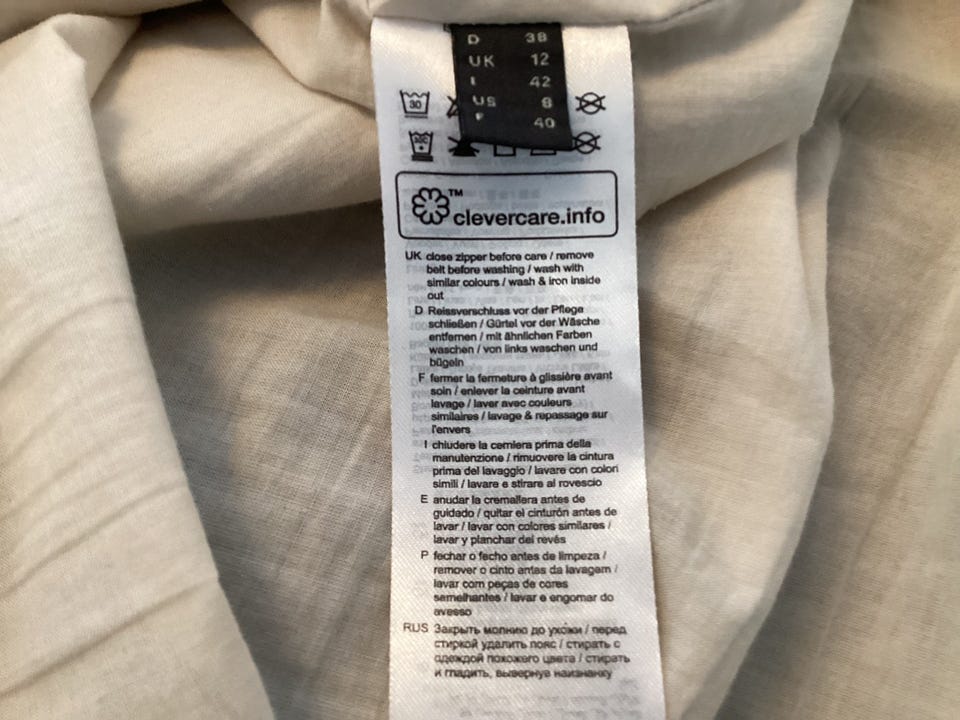 D 38
UK 12
I 42
US 8
F 40
30
™
clevercare.info
UK close zipper before care / remove
belt before washing / wash with
similar colours / wash & iron inside
out
D Reissverschluss vor der Pflege
schließen / Gürtel vor der Wäsche
entfernen / mit ähnlichen Farben
waschen / von links waschen und
bügeln
F fermer la fermeture à glissière avant
soin / enlever la ceinture avant
lavage / laver avec couleurs
similaires / lavage & repassage sur
l'envers
I chiudere la cerniera prima della
manutenzione / rimuovere la cintura
prima del lavaggio / lavare con colori
simili / lavare e stirare al rovescio
E anudar la cremallera antes de
guidado / quitar el cinturón antes de
lavar / lavar con colores similares /
lavar y planchar del revés
P fechar o fecho antes de limpeza /
remover o cinto antes da lavagem /
lavar com peças de cores
semelhantes / lavar e engomar do
avesso
RUS Закрыть молнию до ухожи / перед
стиркой удалить пояс / стирать с
одеждой похожего цвета / стирать
и гладить, вывернув наизнанку